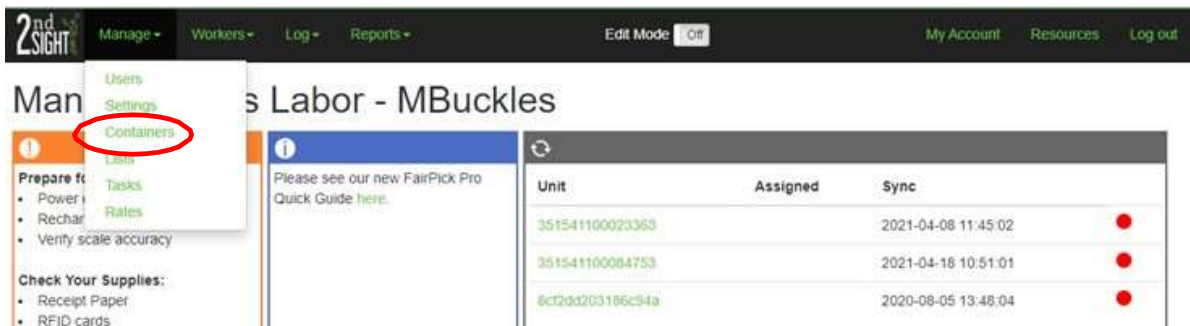 2nd SIGHT Manage Workers Log Reports Edit Mode Off My Account Resources Log out
Users
Settings
Containers
Lists
Tasks
Rates
Man s Labor - MBuckles
Prepare fo
• Power
• Rechar
• Verify scale accuracy
Check Your Supplies:
• Receipt Paper
• RFID cards
Please see our new FairPick Pro
Quick Guide here.
Unit Assigned Sync
351541100023363 2021-04-08 11:45:02
351541100084753 2021-04-18 10:51:01
6cf2dd203186c94a 2020-08-05 13:48:04